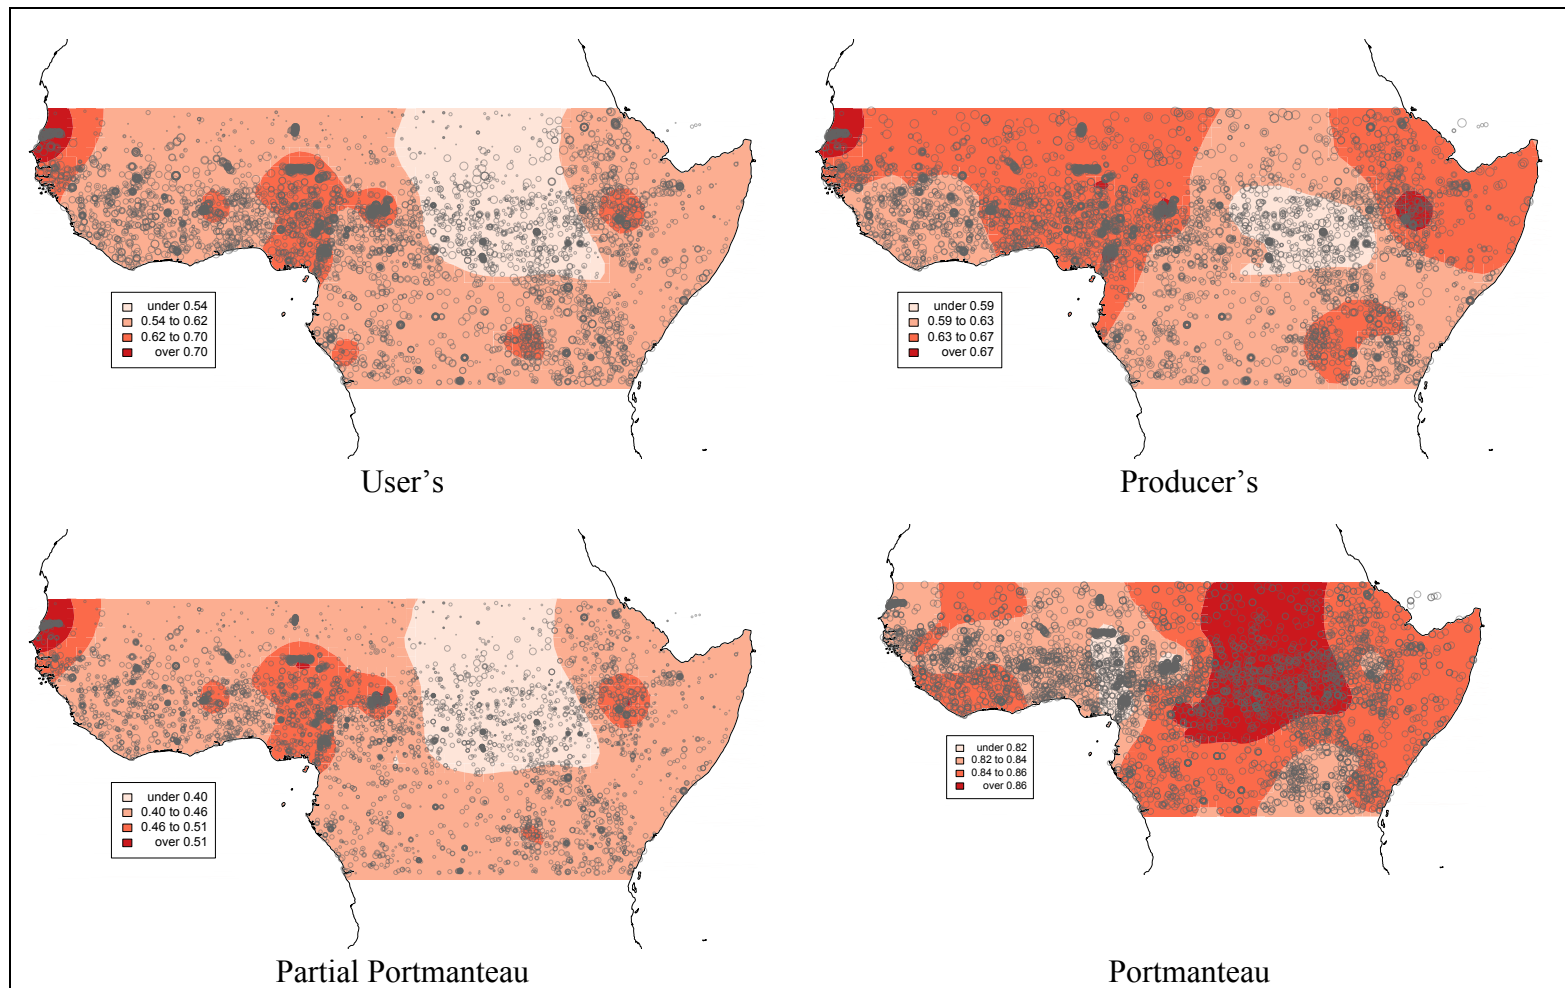 under 0.54
0.54 to 0.62
0.62 to 0.70
over 0.70
User’s
under 0.59
0.59 to 0.63
0.63 to 0.67
over 0.67
Producer’s
under 0.40
0.40 to 0.46
0.46 to 0.51
over 0.51
Partial Portmanteau
under 0.82
0.82 to 0.84
0.84 to 0.86
over 0.86
Portmanteau